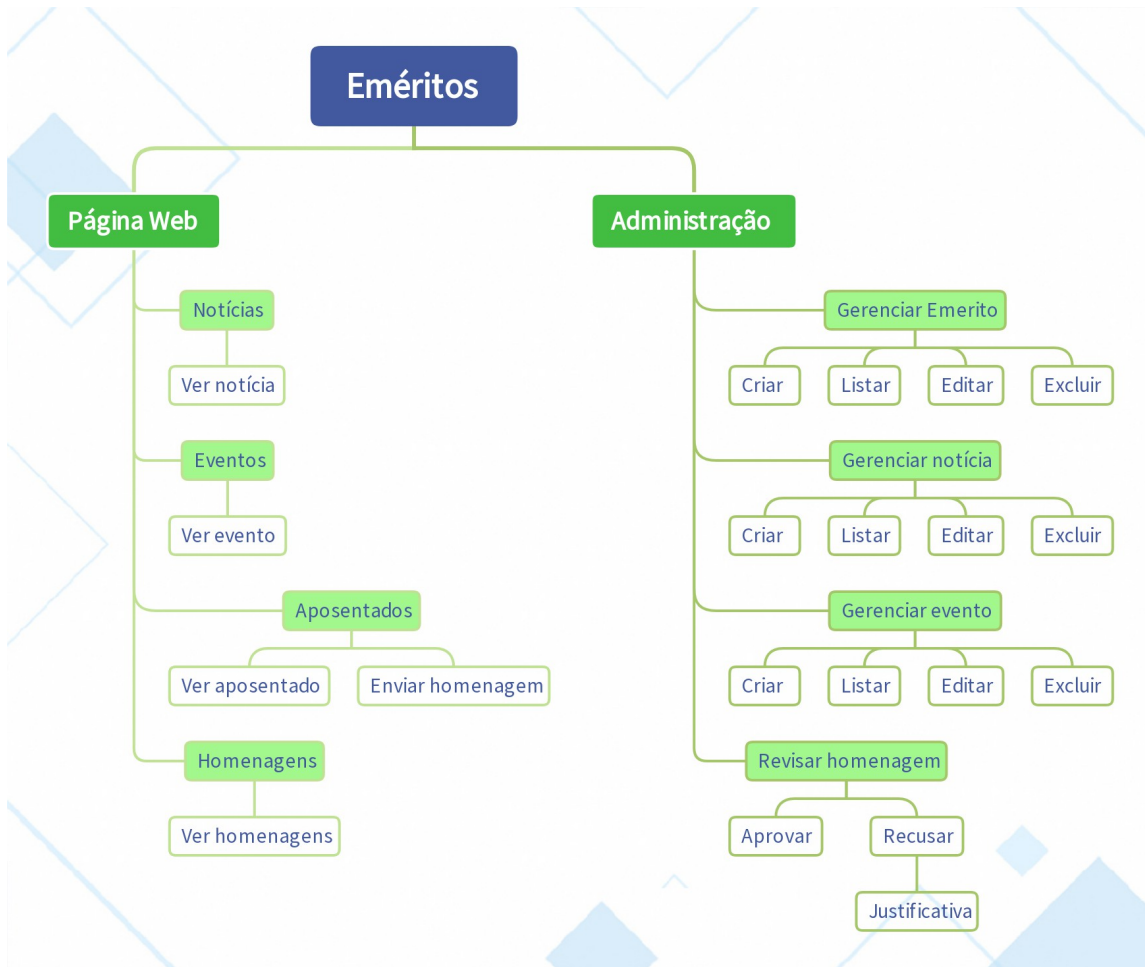 Eméritos
Página Web
Administração
Notícias
Ver notícia
Eventos
Ver evento
Aposentados
Ver aposentado
Enviar homenagem
Homenagens
Ver homenagens
Gerenciar Emerito
Criar
Listar
Editar
Excluir
Gerenciar notícia
Criar
Listar
Editar
Excluir
Gerenciar evento
Criar
Listar
Editar
Excluir
Revisar homenagem
Aprovar
Recusar
Justificativa